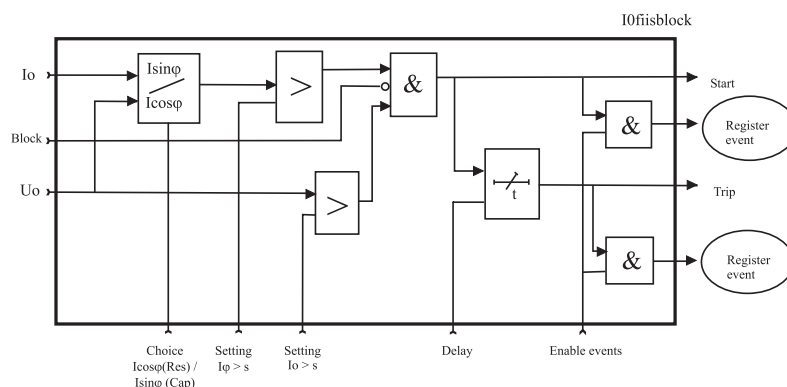 I0fiisblock
Io
Isinφ
Icosφ
>
&
Start
Block
&
Register
event
Uo
>
t
Trip
&
Register
event
Choice
Icosφ(Res) /
Isinφ (Cap)
Setting
Iφ > s
Setting
Io > s
Delay
Enable events